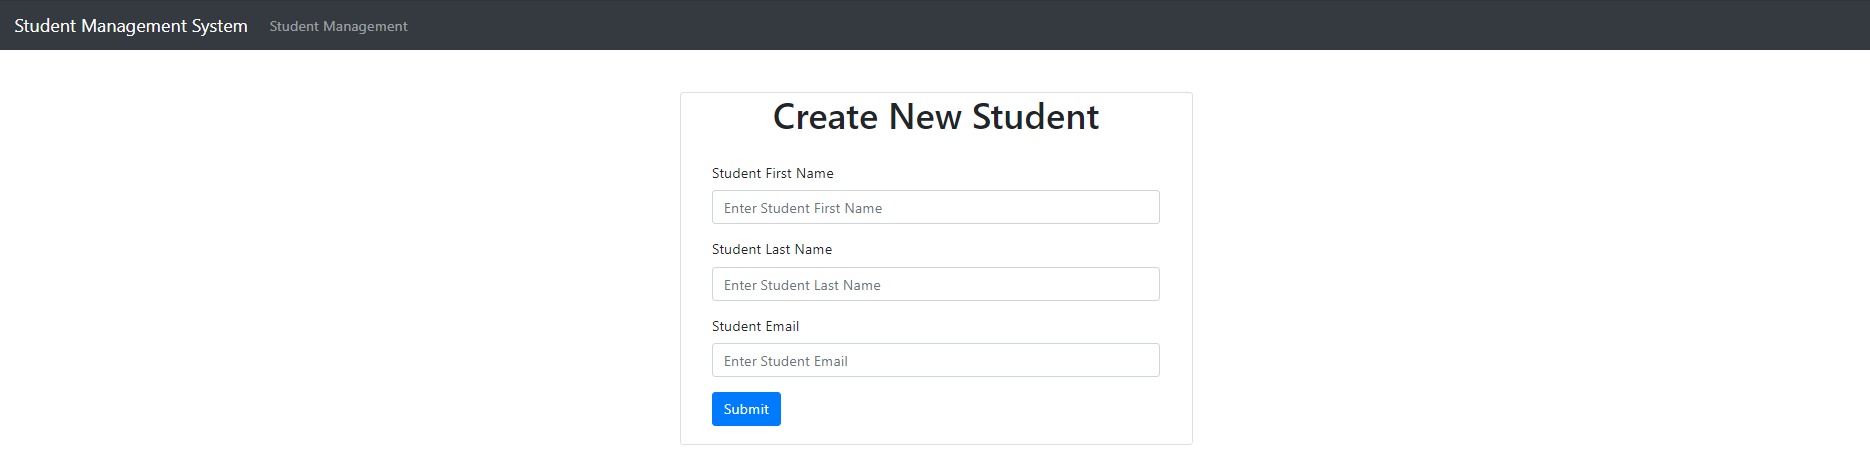 Student Management System Student Management
Create New Student
Student First Name
Enter Student First Name
Student Last Name
Enter Student Last Name
Student Email
Enter Student Email
Submit